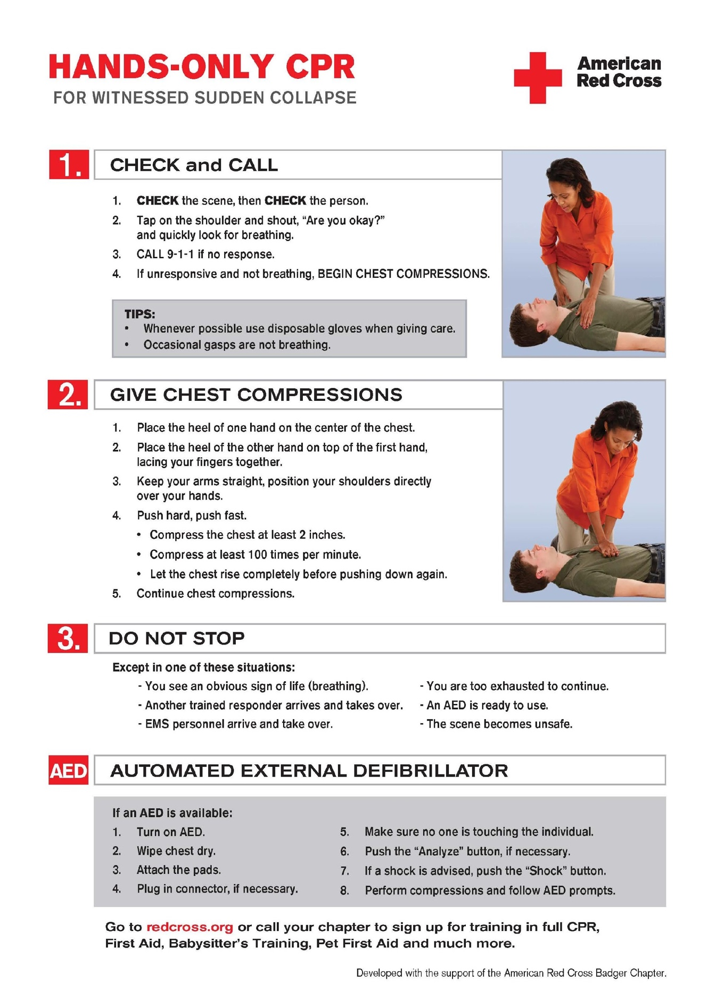 HANDS-ONLY CPR
FOR WITNESSED SUDDEN COLLAPSE
American
Red Cross
1.
CHECK and CALL
1. CHECK the scene, then CHECK the person.
2. Tap on the shoulder and shout, “Are you okay?”
and quickly look for breathing.
3. CALL 9-1-1 if no response.
4. If unresponsive and not breathing, BEGIN CHEST COMPRESSIONS.
TIPS:
• Whenever possible use disposable gloves when giving care.
• Occasional gasps are not breathing.
2.
GIVE CHEST COMPRESSIONS
1. Place the heel of one hand on the center of the chest.
2. Place the heel of the other hand on top of the first hand,
lacing your fingers together.
3. Keep your arms straight, position your shoulders directly
over your hands.
4. Push hard, push fast.
• Compress the chest at least 2 inches.
• Compress at least 100 times per minute.
• Let the chest rise completely before pushing down again.
5. Continue chest compressions.
3.
DO NOT STOP
Except in one of these situations:
- You see an obvious sign of life (breathing).
- Another trained responder arrives and takes over.
- EMS personnel arrive and take over.
- You are too exhausted to continue.
- An AED is ready to use.
- The scene becomes unsafe.
AED
AUTOMATED EXTERNAL DEFIBRILLATOR
If an AED is available:
1. Turn on AED.
2. Wipe chest dry.
3. Attach the pads.
4. Plug in connector, if necessary.
5. Make sure no one is touching the individual.
6. Push the “Analyze” button, if necessary.
7. If a shock is advised, push the “Shock” button.
8. Perform compressions and follow AED prompts.
Go to redcross.org or call your chapter to sign up for training in full CPR,
First Aid, Babysitter’s Training, Pet First Aid and much more.
Developed with the support of the American Red Cross Badger Chapter.